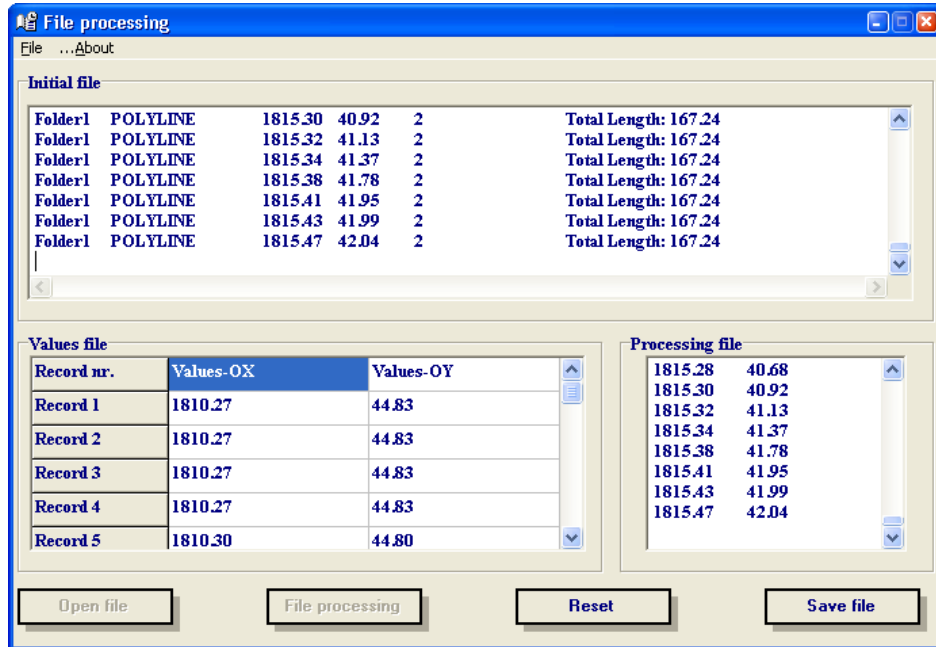 File processing
File ...About
Initial file
Folder1 POLYLINE 1815.30 40.92 2 Total Length: 167.24
Folder1 POLYLINE 1815.32 41.13 2 Total Length: 167.24
Folder1 POLYLINE 1815.34 41.37 2 Total Length: 167.24
Folder1 POLYLINE 1815.38 41.78 2 Total Length: 167.24
Folder1 POLYLINE 1815.41 41.95 2 Total Length: 167.24
Folder1 POLYLINE 1815.43 41.99 2 Total Length: 167.24
Folder1 POLYLINE 1815.47 42.04 2 Total Length: 167.24
Values file
Record nr. Values-OX Values-OY
Record 1 1810.27 44.83
Record 2 1810.27 44.83
Record 3 1810.27 44.83
Record 4 1810.27 44.83
Record 5 1810.30 44.80
Processing file
1815.28 40.68
1815.30 40.92
1815.32 41.13
1815.34 41.37
1815.38 41.78
1815.41 41.95
1815.43 41.99
1815.47 42.04
Open file File processing Reset Save file